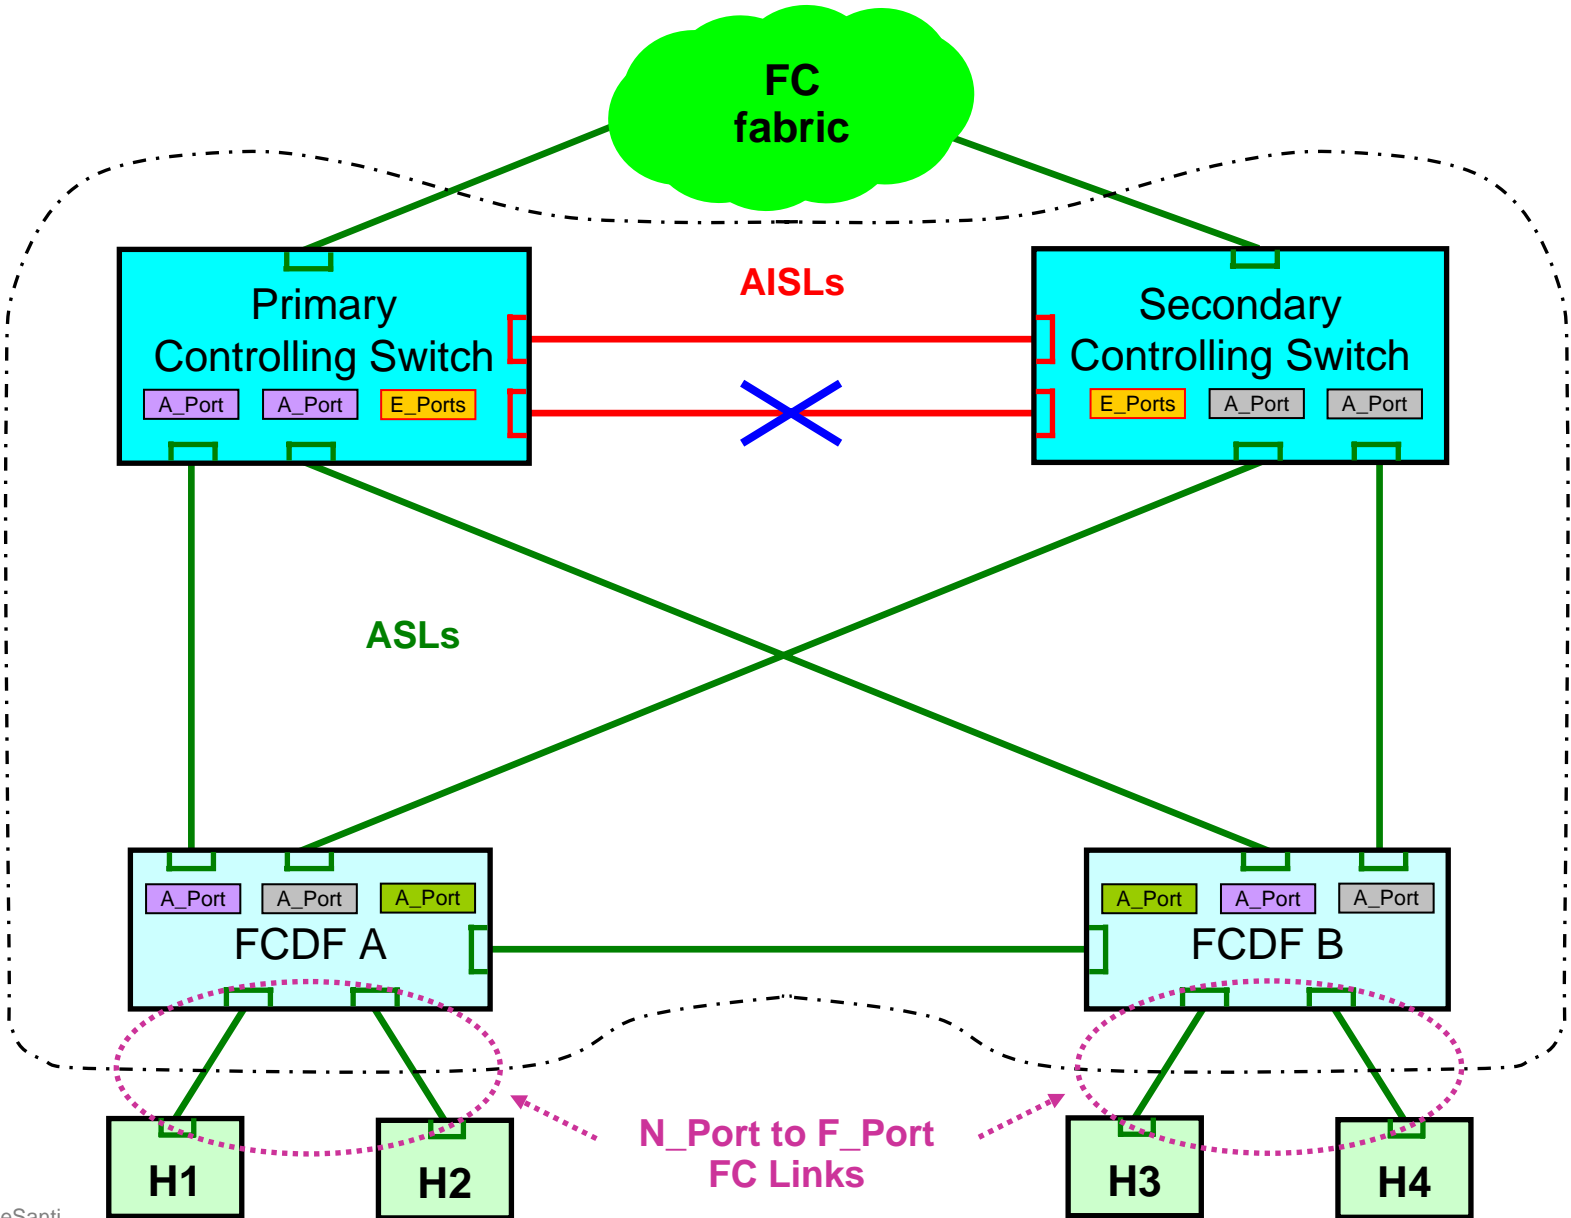 FC
fabric
AISLs
Primary
Controlling Switch
A_Port
A_Port
E_Ports
Secondary
Controlling Switch
E_Ports
A_Port
A_Port
ASLs
A_Port
A_Port
A_Port
FCDF A
A_Port
A_Port
A_Port
FCDF B
N_Port to F_Port
FC Links
H1
H2
H3
H4